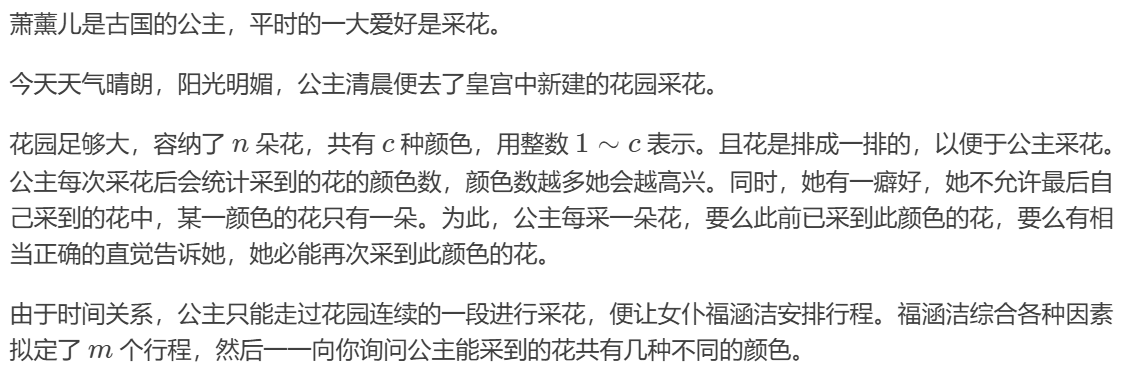 萧薰儿是古国的公主，平时的一大爱好是采花。
今天天气晴朗，阳光明媚，公主清晨便去了皇宫中新建的花园采花。
花园足够大，容纳了 n 朵花，共有 c 种颜色，用整数 1 ∼ c 表示。且花是排成一排的，以便于公主采花。
公主每次采花后会统计采到的花的颜色数，颜色数越多她会越高兴。同时，她有一癖好，她不允许最后自
己采到的花中，某一颜色的花只有一朵。为此，公主每采一朵花，要么此前已采到此颜色的花，要么有相
当正确的直觉告诉她，她必能再次采到此颜色的花。
由于时间关系，公主只能走过花园连续的一段进行采花，便让女仆福涵洁安排行程。福涵洁综合各种因素
拟定了 m 个行程，然后一一向你询问公主能采到的花共有几种不同的颜色。